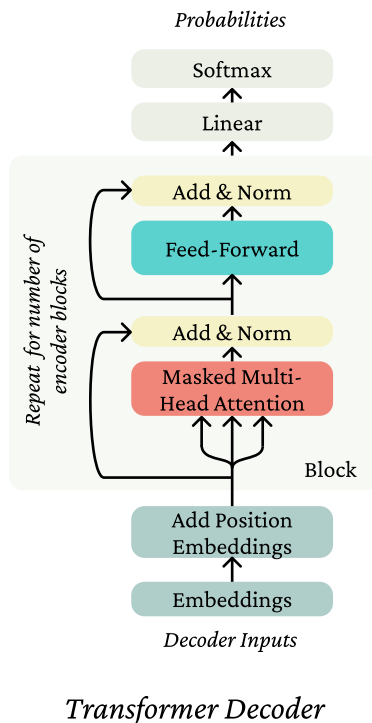 Probabilities
Softmax
Linear
Add & Norm
Feed-Forward
Repeat for number of
encoder blocks
Add & Norm
Masked Multi-
Head Attention
Block
Add Position
Embeddings
Embeddings
Decoder Inputs
Transformer Decoder